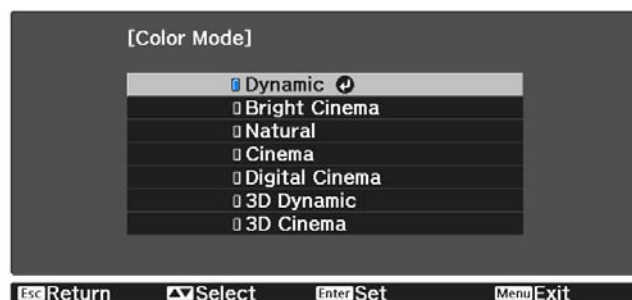 [Color Mode]
Dynamic
Bright Cinema
Natural
Cinema
Digital Cinema
3D Dynamic
3D Cinema
Esc Return Select Enter Set Menu Exit